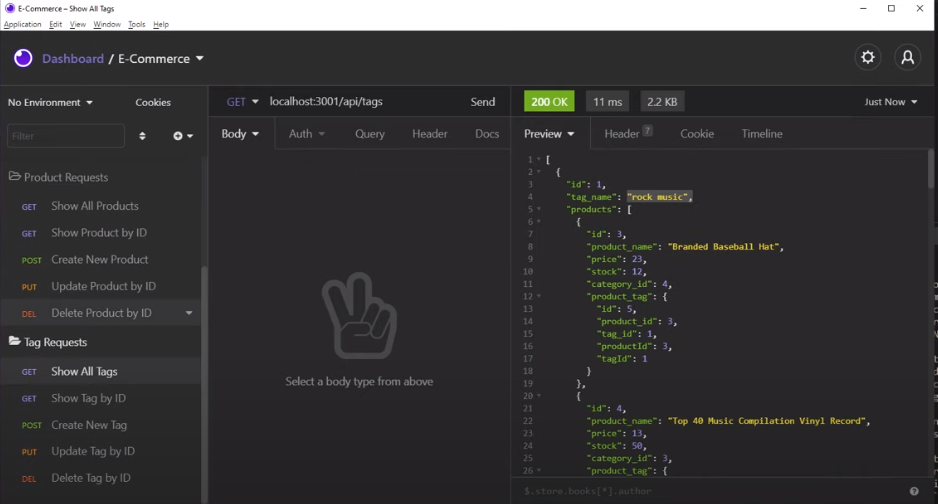 E-Commerce – Show All Tags
Application Edit View Window Tools Help
Dashboard / E-Commerce
No Environment Cookies
GET localhost:3001/api/tags Send
200 OK 11 ms 2.2 KB Just Now
Filter
Body Auth Query Header Docs
Preview Header 7 Cookie Timeline
Product Requests
GET Show All Products
GET Show Product by ID
POST Create New Product
PUT Update Product by ID
DEL Delete Product by ID
Tag Requests
GET Show All Tags
GET Show Tag by ID
POST Create New Tag
PUT Update Tag by ID
DEL Delete Tag by ID
Select a body type from above
1 [
2 {
3 "id": 1,
4 "tag_name": "rock music",
5 "products": [
6 {
7 "id": 3,
8 "product_name": "Branded Baseball Hat",
9 "price": 23,
10 "stock": 12,
11 "category_id": 4,
12 "product_tag": {
13 "id": 5,
14 "product_id": 3,
15 "tag_id": 1,
16 "productId": 3,
17 "tagId": 1
18 }
19 },
20 {
21 "id": 4,
22 "product_name": "Top 40 Music Compilation Vinyl Record",
23 "price": 13,
24 "stock": 50,
25 "category_id": 3,
26 "product_tag": {
$.store.books[*].author